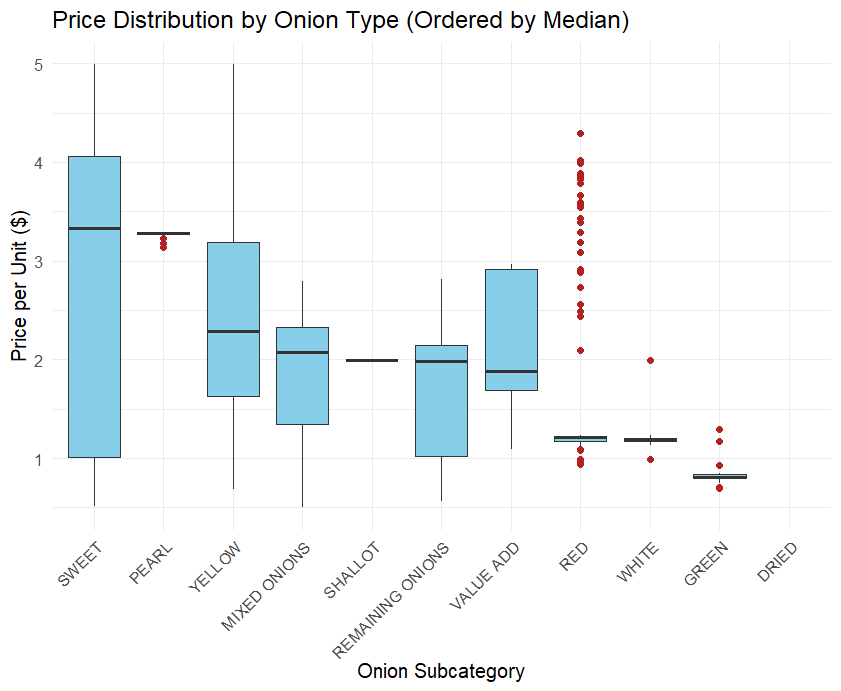 Price Distribution by Onion Type (Ordered by Median)
Price per Unit ($)
5
4
3
2
1
SWEET
PEARL
YELLOW
MIXED ONIONS
SHALLOT
REMAINING ONIONS
VALUE ADD
RED
WHITE
GREEN
DRIED
Onion Subcategory